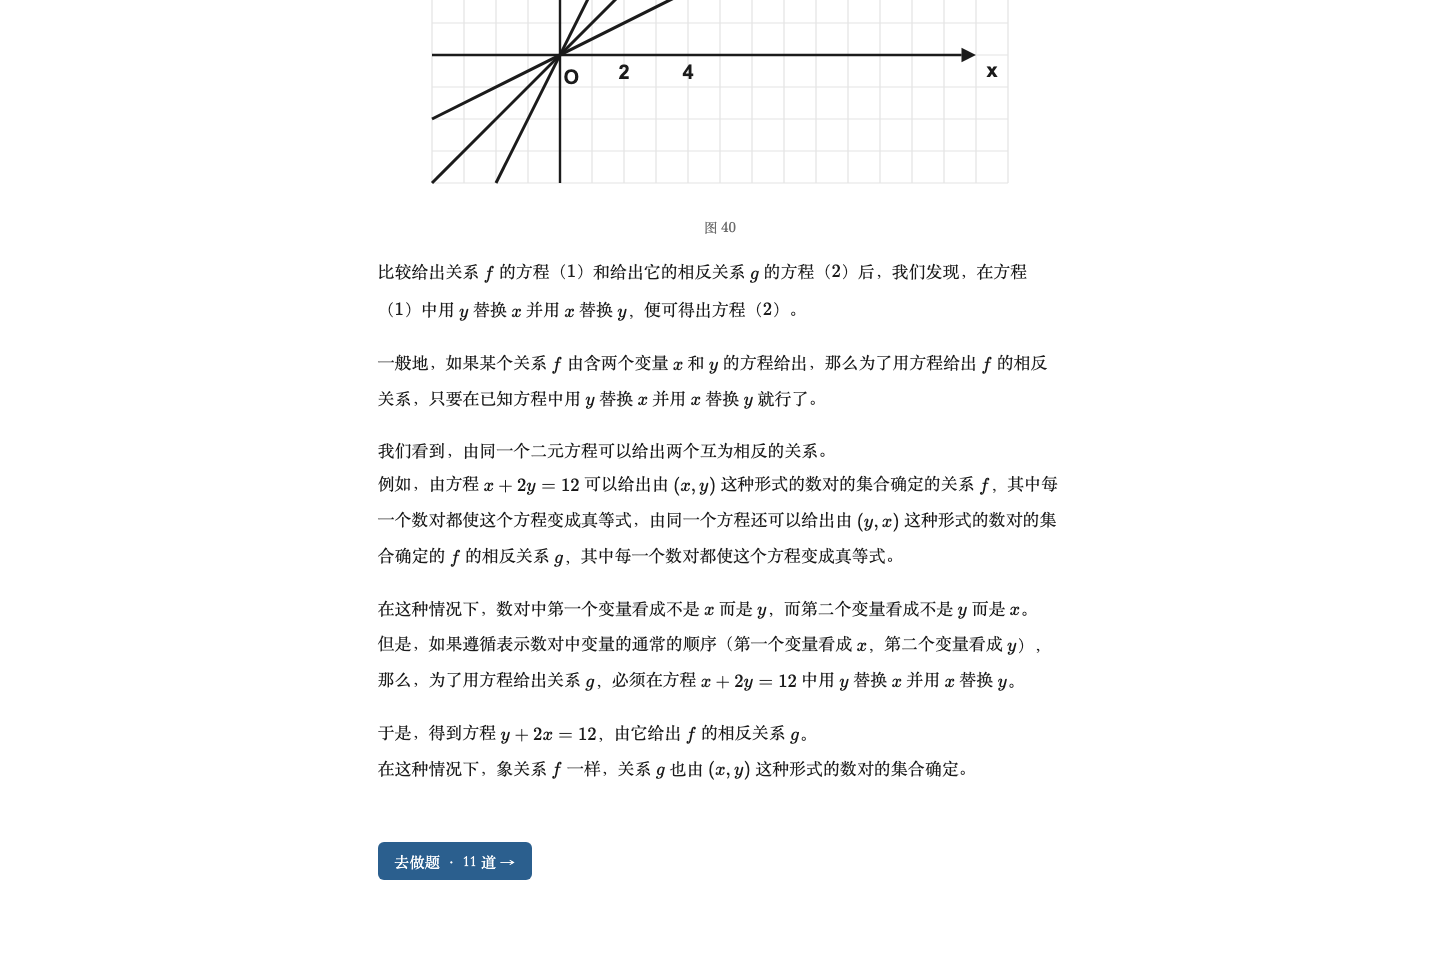 O 2 4 x
图 40
比较给出关系 f 的方程（1）和给出它的相反关系 g 的方程（2）后，我们发现，在方程
（1）中用 y 替换 x 并用 x 替换 y，便可得出方程（2）。
一般地，如果某个关系 f 由含两个变量 x 和 y 的方程给出，那么为了用方程给出 f 的相反
关系，只要在已知方程中用 y 替换 x 并用 x 替换 y 就行了。
我们看到，由同一个二元方程可以给出两个互为相反的关系。
例如，由方程 x + 2y = 12 可以给出由 (x, y) 这种形式的数对的集合确定的关系 f，其中每
一个数对都使这个方程变成真等式，由同一个方程还可以给出由 (y, x) 这种形式的数对的集
合确定的 f 的相反关系 g，其中每一个数对都使这个方程变成真等式。
在这种情况下，数对中第一个变量看成不是 x 而是 y，而第二个变量看成不是 y 而是 x。
但是，如果遵循表示数对中变量的通常的顺序（第一个变量看成 x，第二个变量看成 y），
那么，为了用方程给出关系 g，必须在方程 x + 2y = 12 中用 y 替换 x 并用 x 替换 y。
于是，得到方程 y + 2x = 12，由它给出 f 的相反关系 g。
在这种情况下，象关系 f 一样，关系 g 也由 (x, y) 这种形式的数对的集合确定。
去做题 · 11 道 →